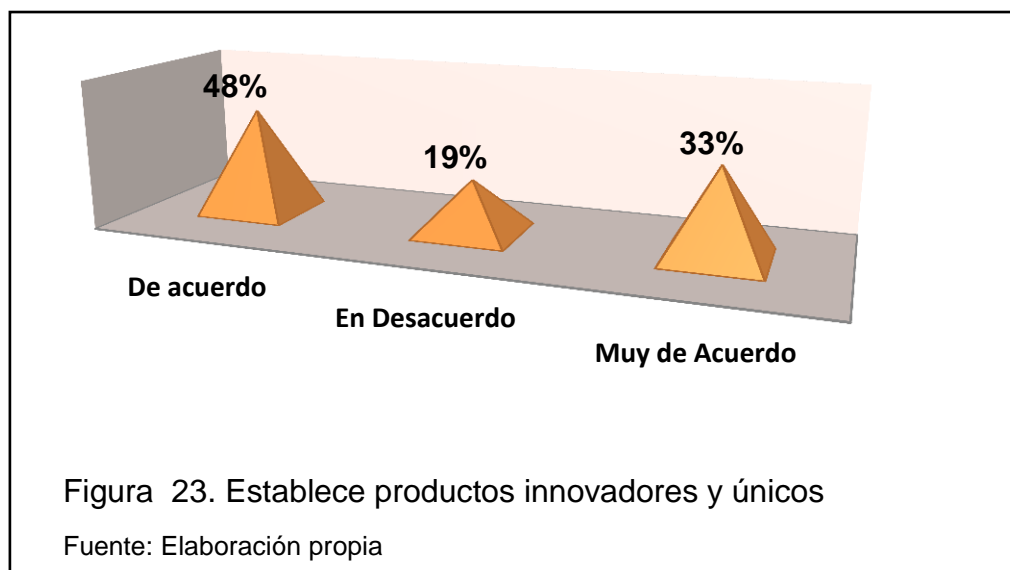 48%
19%
33%
De acuerdo
En Desacuerdo
Muy de Acuerdo
Figura 23. Establece productos innovadores y únicos
Fuente: Elaboración propia